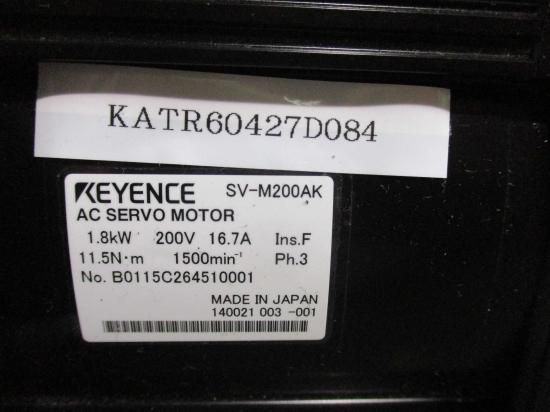 KATR60427D084
KEYENCE SV-M200AK
AC SERVO MOTOR
1.8kW 200V 16.7A Ins.F
11.5N·m 1500min⁻¹ Ph.3
No. B0115C264510001
MADE IN JAPAN
140021 003 -001